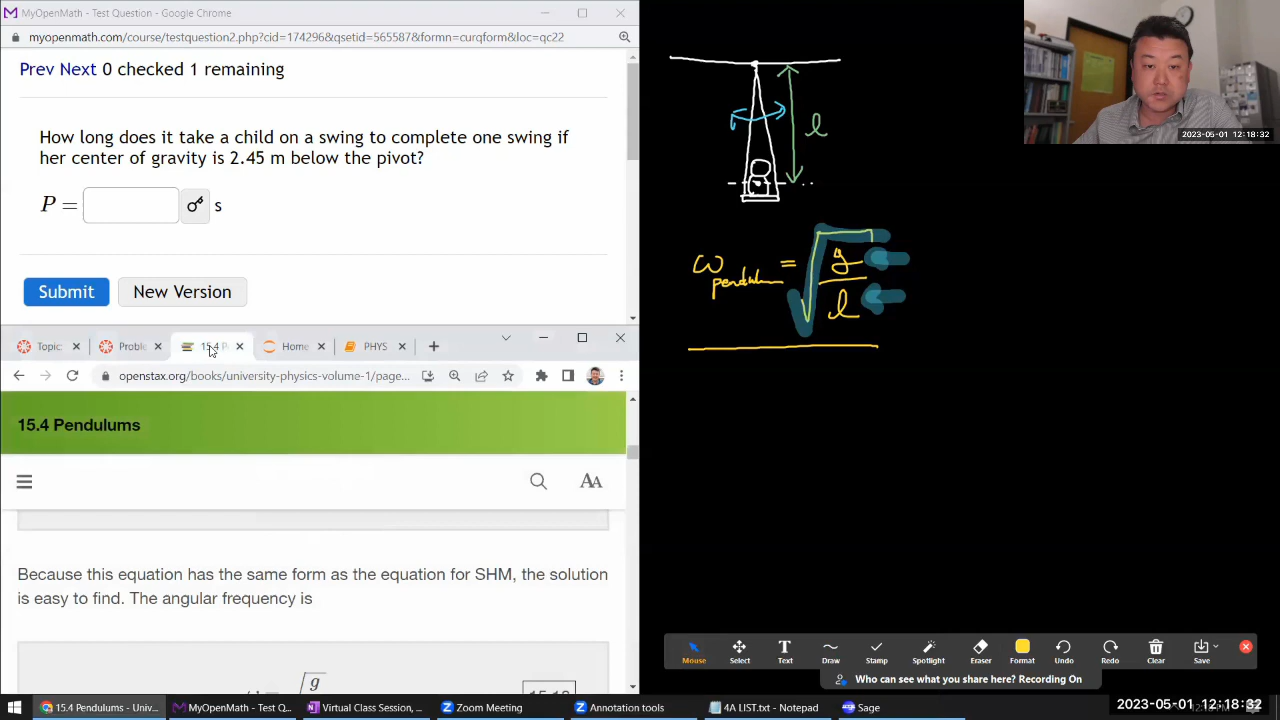 MyOpenMath - Test Question - Google Chrome
myopenmath.com/course/testquestion2.php?cid=174296&qsetid=565587&formn=curqform&loc=qc22
Prev Next 0 checked 1 remaining
How long does it take a child on a swing to complete one swing if
her center of gravity is 2.45 m below the pivot?
P = s
Submit
New Version
Topic:
Proble
15.4 P
Home
PHYS
openstax.org/books/university-physics-volume-1/page...
15.4 Pendulums
AA
Because this equation has the same form as the equation for SHM, the solution
is easy to find. The angular frequency is
g
l
ω pendulum = √ g / l
2023-05-01 12:18:32
Mouse
Select
Text
Draw
Stamp
Spotlight
Eraser
Format
Undo
Redo
Clear
Save
Who can see what you share here? Recording On
15.4 Pendulums - Univ...
MyOpenMath - Test Q...
Virtual Class Session, ...
Zoom Meeting
Annotation tools
4A LIST.txt - Notepad
Sage
2023-05-01 12:18:32